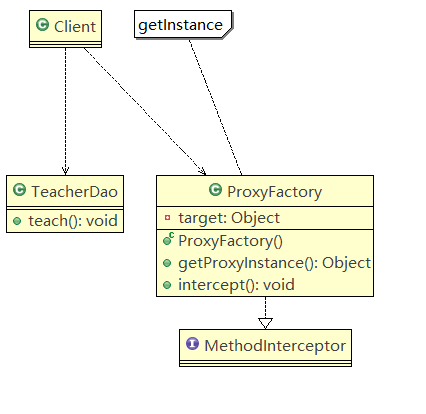 Client
getInstance
TeacherDao
teach(): void
ProxyFactory
target: Object
ProxyFactory()
getProxyInstance(): Object
intercept(): void
MethodInterceptor